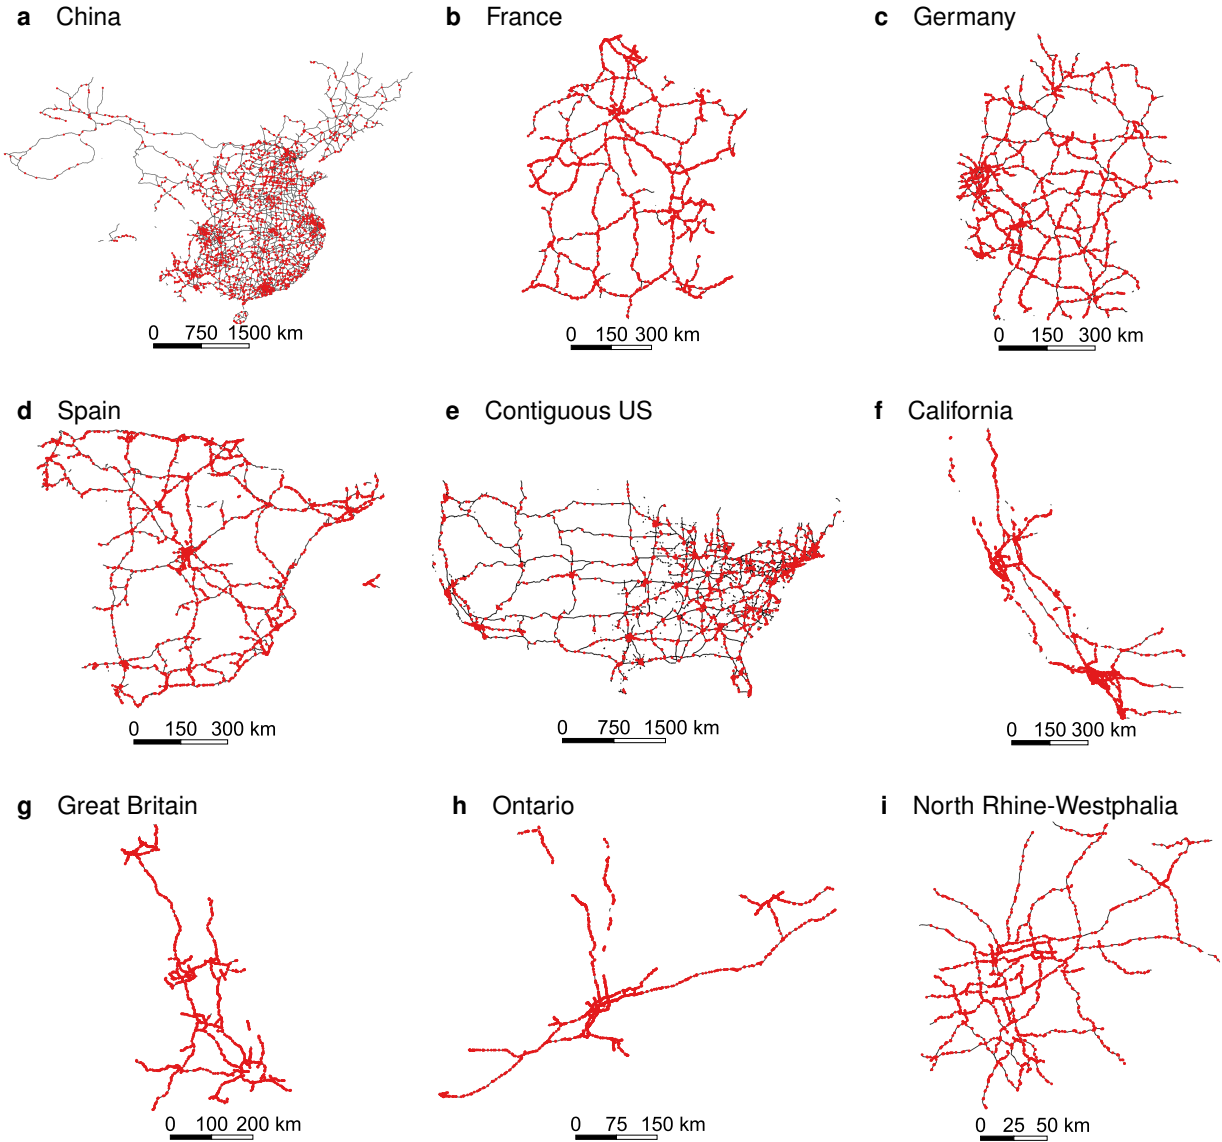 a China
b France
c Germany
0 750 1500 km
0 150 300 km
0 150 300 km
d Spain
e Contiguous US
f California
0 150 300 km
0 750 1500 km
0 150 300 km
g Great Britain
h Ontario
i North Rhine-Westphalia
0 100 200 km
0 75 150 km
0 25 50 km